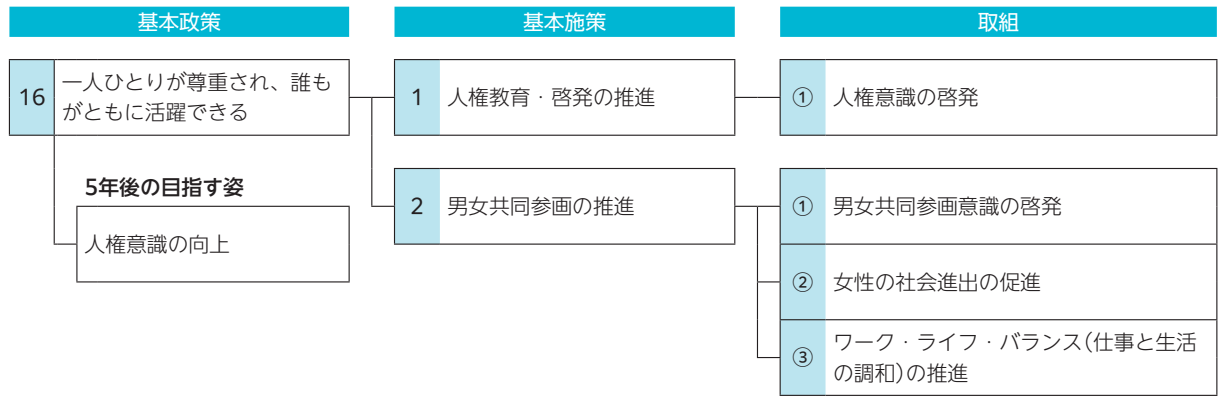 基本政策
基本施策
取組
16
一人ひとりが尊重され、誰も
がともに活躍できる
1
人権教育・啓発の推進
①
人権意識の啓発
5年後の目指す姿
人権意識の向上
2
男女共同参画の推進
①
男女共同参画意識の啓発
②
女性の社会進出の促進
③
ワーク・ライフ・バランス(仕事と生活
の調和)の推進